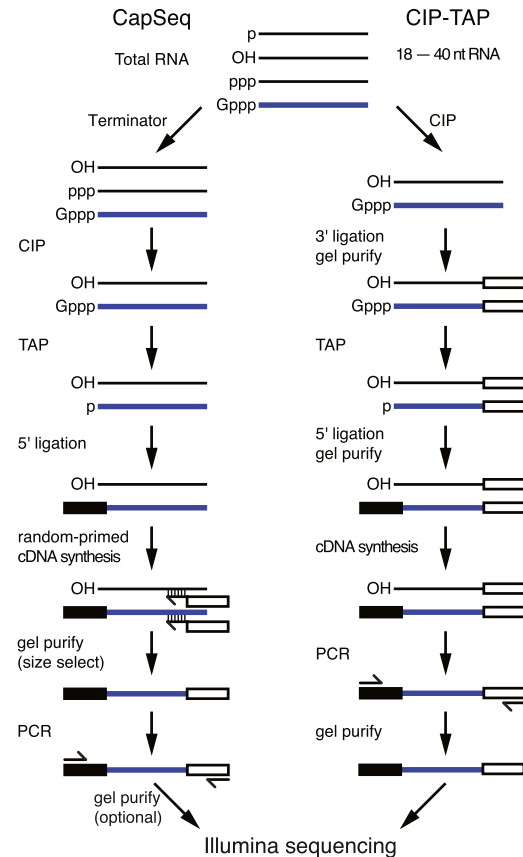 CapSeq
CIP-TAP
Total RNA
p
OH
ppp
Gppp
18 — 40 nt RNA
Terminator
CIP
OH
ppp
Gppp
OH
Gppp
CIP
3' ligation
gel purify
OH
Gppp
OH
Gppp
TAP
TAP
OH
p
OH
p
5' ligation
5' ligation
gel purify
OH
OH
random-primed
cDNA synthesis
cDNA synthesis
OH
OH
gel purify
(size select)
PCR
PCR
gel purify
gel purify
(optional)
Illumina sequencing